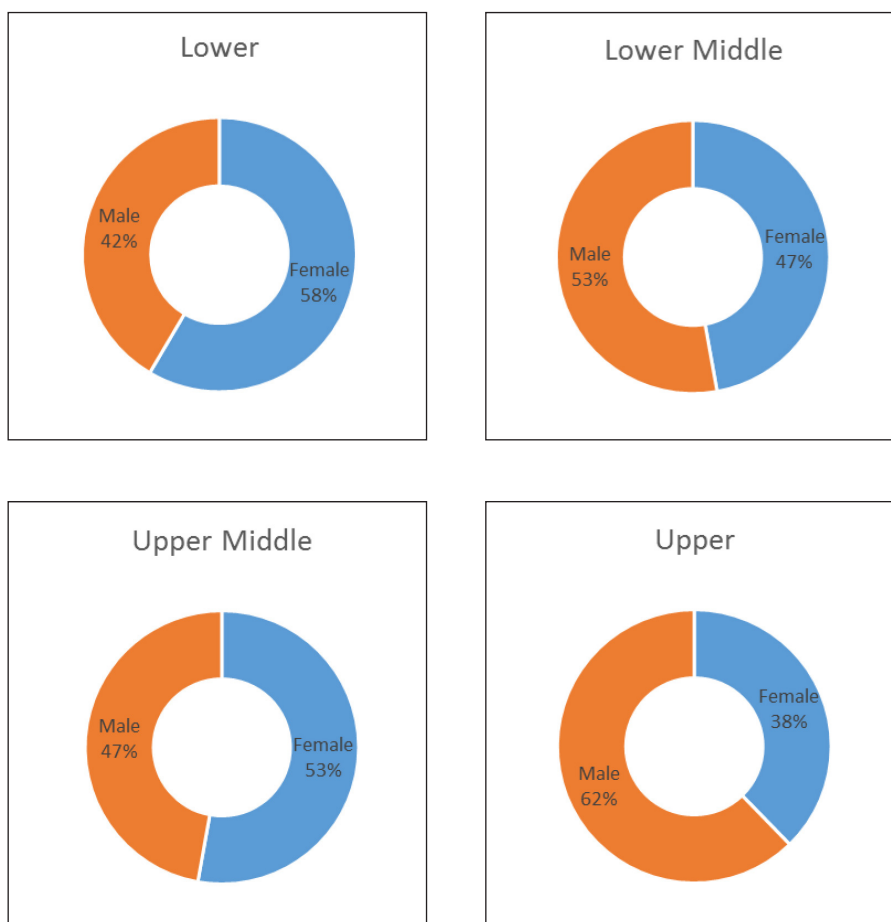 Lower
Male
42%
Female
58%
Lower Middle
Male
53%
Female
47%
Upper Middle
Male
47%
Female
53%
Upper
Male
62%
Female
38%